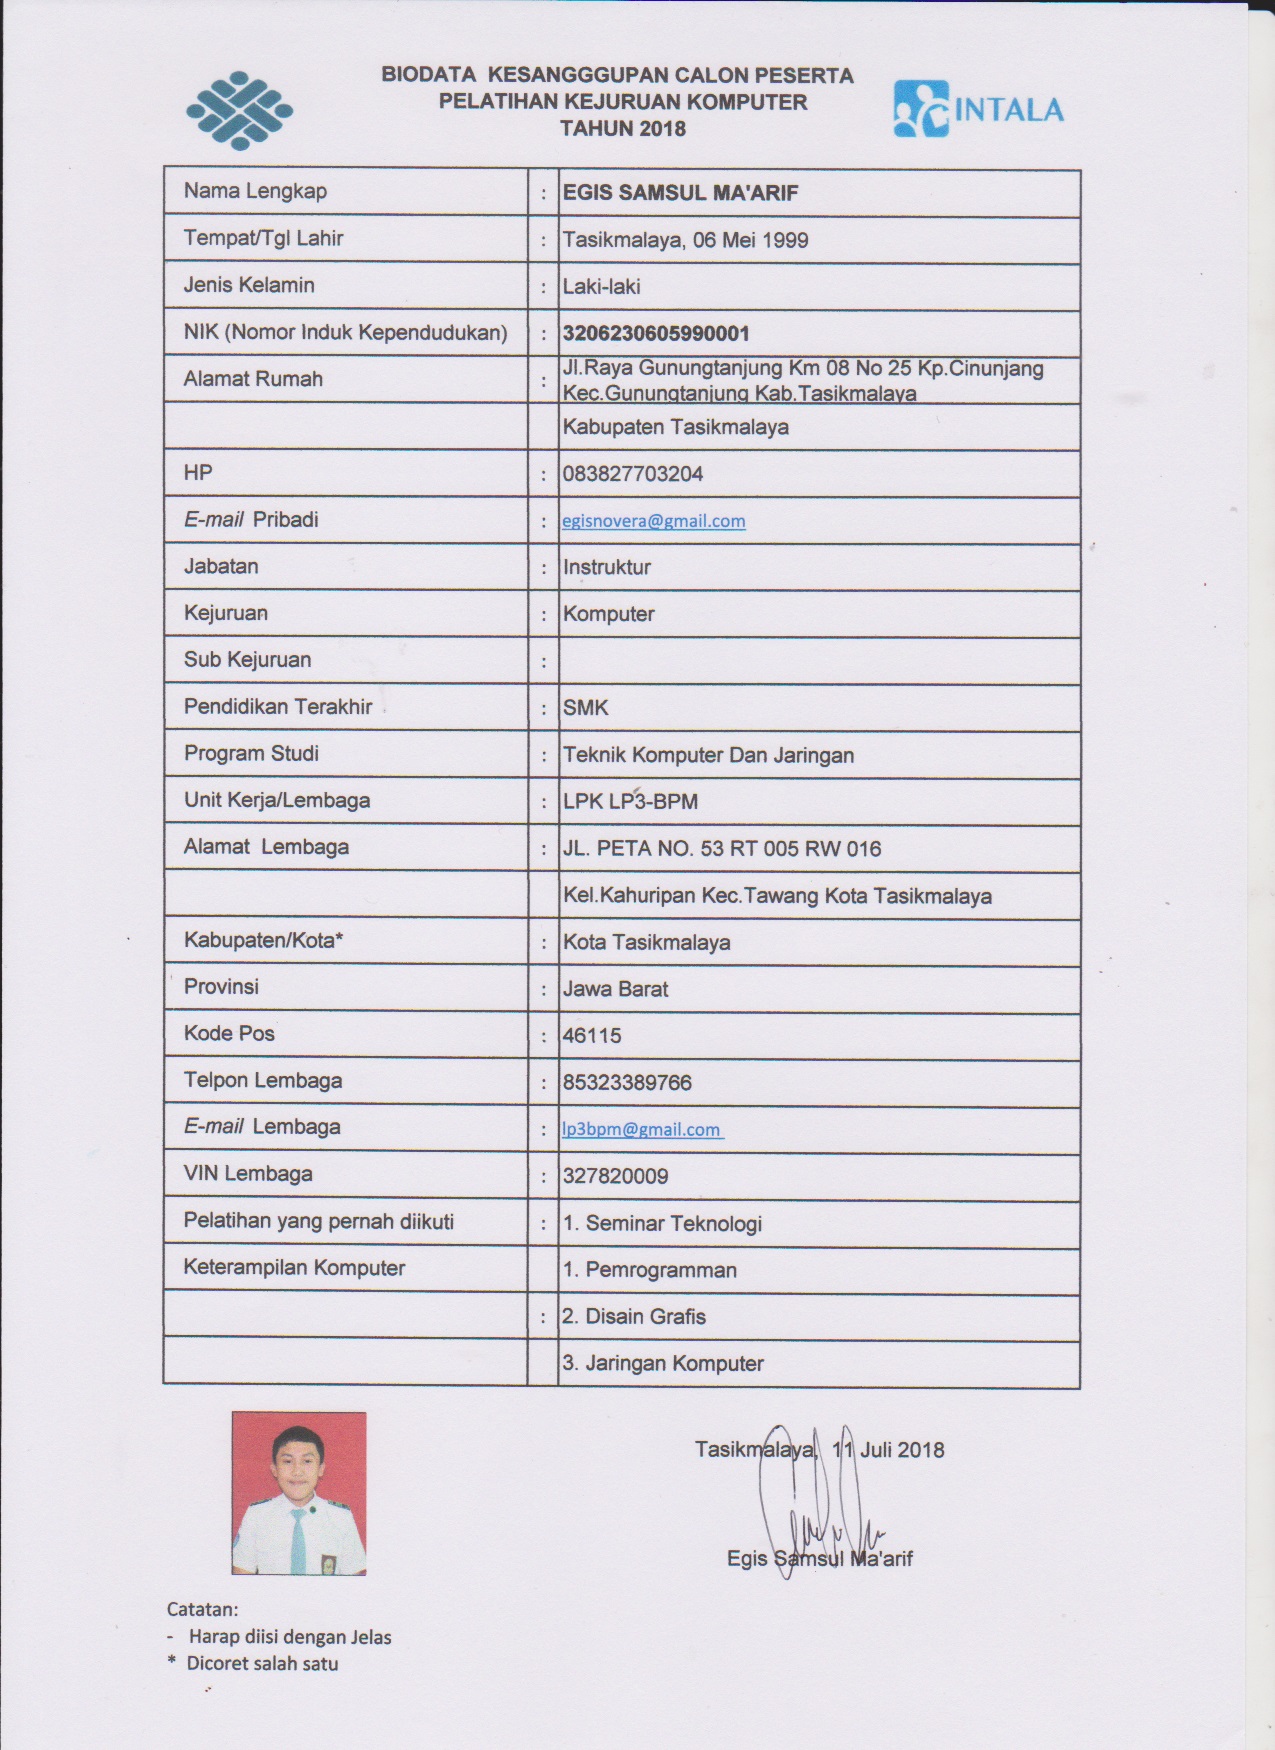 BIODATA KESANGGGUPAN CALON PESERTA
PELATIHAN KEJURUAN KOMPUTER
TAHUN 2018
INTALA
Nama Lengkap : EGIS SAMSUL MA'ARIF
Tempat/Tgl Lahir : Tasikmalaya, 06 Mei 1999
Jenis Kelamin : Laki-laki
NIK (Nomor Induk Kependudukan) : 3206230605990001
Alamat Rumah : Jl.Raya Gunungtanjung Km 08 No 25 Kp.Cinunjang
Kec.Gunungtanjung Kab.Tasikmalaya
Kabupaten Tasikmalaya
HP : 083827703204
E-mail Pribadi : egisnovera@gmail.com
Jabatan : Instruktur
Kejuruan : Komputer
Sub Kejuruan :
Pendidikan Terakhir : SMK
Program Studi : Teknik Komputer Dan Jaringan
Unit Kerja/Lembaga : LPK LP3-BPM
Alamat Lembaga : JL. PETA NO. 53 RT 005 RW 016
Kel.Kahuripan Kec.Tawang Kota Tasikmalaya
Kabupaten/Kota* : Kota Tasikmalaya
Provinsi : Jawa Barat
Kode Pos : 46115
Telpon Lembaga : 85323389766
E-mail Lembaga : lp3bpm@gmail.com
VIN Lembaga : 327820009
Pelatihan yang pernah diikuti : 1. Seminar Teknologi
Keterampilan Komputer 1. Pemrogramman
: 2. Disain Grafis
3. Jaringan Komputer
Tasikmalaya, 11 Juli 2018
Egis Samsul Ma'arif
Catatan:
- Harap diisi dengan Jelas
* Dicoret salah satu